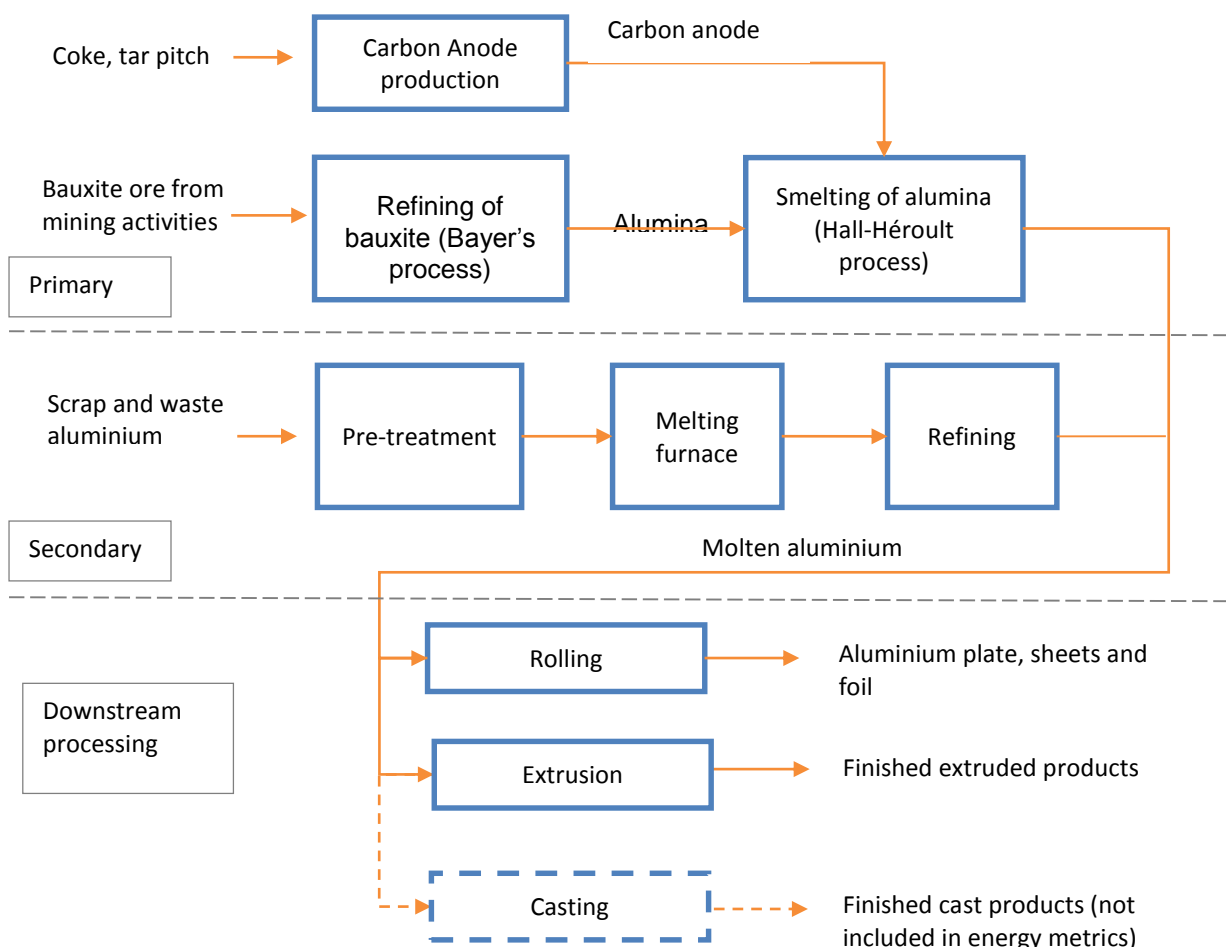 Carbon anode
Coke, tar pitch
Carbon Anode
production
Bauxite ore from
mining activities
Refining of
bauxite (Bayer’s
process)
Alumina
Smelting of alumina
(Hall-Héroult
process)
Primary
Scrap and waste
aluminium
Pre-treatment
Melting
furnace
Refining
Secondary
Molten aluminium
Rolling
Aluminium plate, sheets and
foil
Downstream
processing
Extrusion
Finished extruded products
Casting
Finished cast products (not
included in energy metrics)